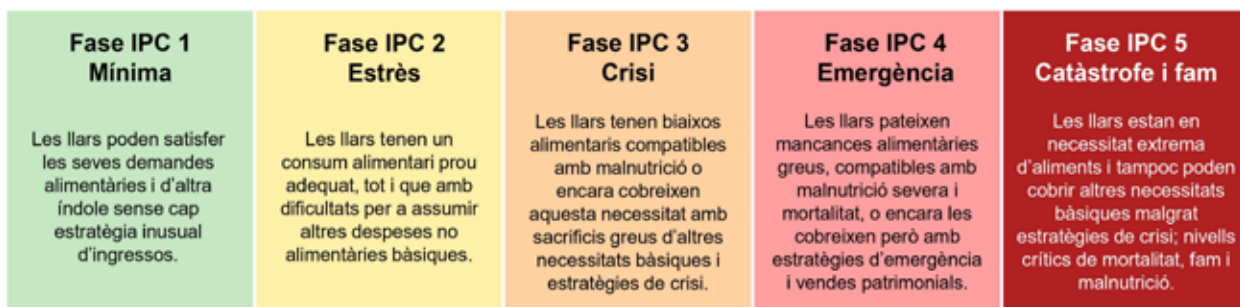 Fase IPC 1
Mínima
Les llars poden satisfer
les seves demandes
alimentàries i d'altra
índole sense cap
estratègia inusual
d'ingressos.
Fase IPC 2
Estrès
Les llars tenen un
consum alimentari prou
adequat, tot i que amb
dificultats per a assumir
altres despeses no
alimentàries bàsiques.
Fase IPC 3
Crisi
Les llars tenen biaixos
alimentaris compatibles
amb malnutrició o
encara cobreixen
aquesta necessitat amb
sacrificis greus d'altres
necessitats bàsiques i
estratègies de crisi.
Fase IPC 4
Emergència
Les llars pateixen
mancances alimentàries
greus, compatibles amb
malnutrició severa i
mortalitat, o encara les
cobreixen però amb
estratègies d'emergència
i vendes patrimonials.
Fase IPC 5
Catàstrofe i fam
Les llars estan en
necessitat extrema
d'aliments i tampoc poden
cobrir altres necessitats
bàsiques malgrat
estratègies de crisi; nivells
crítics de mortalitat, fam i
malnutrició.